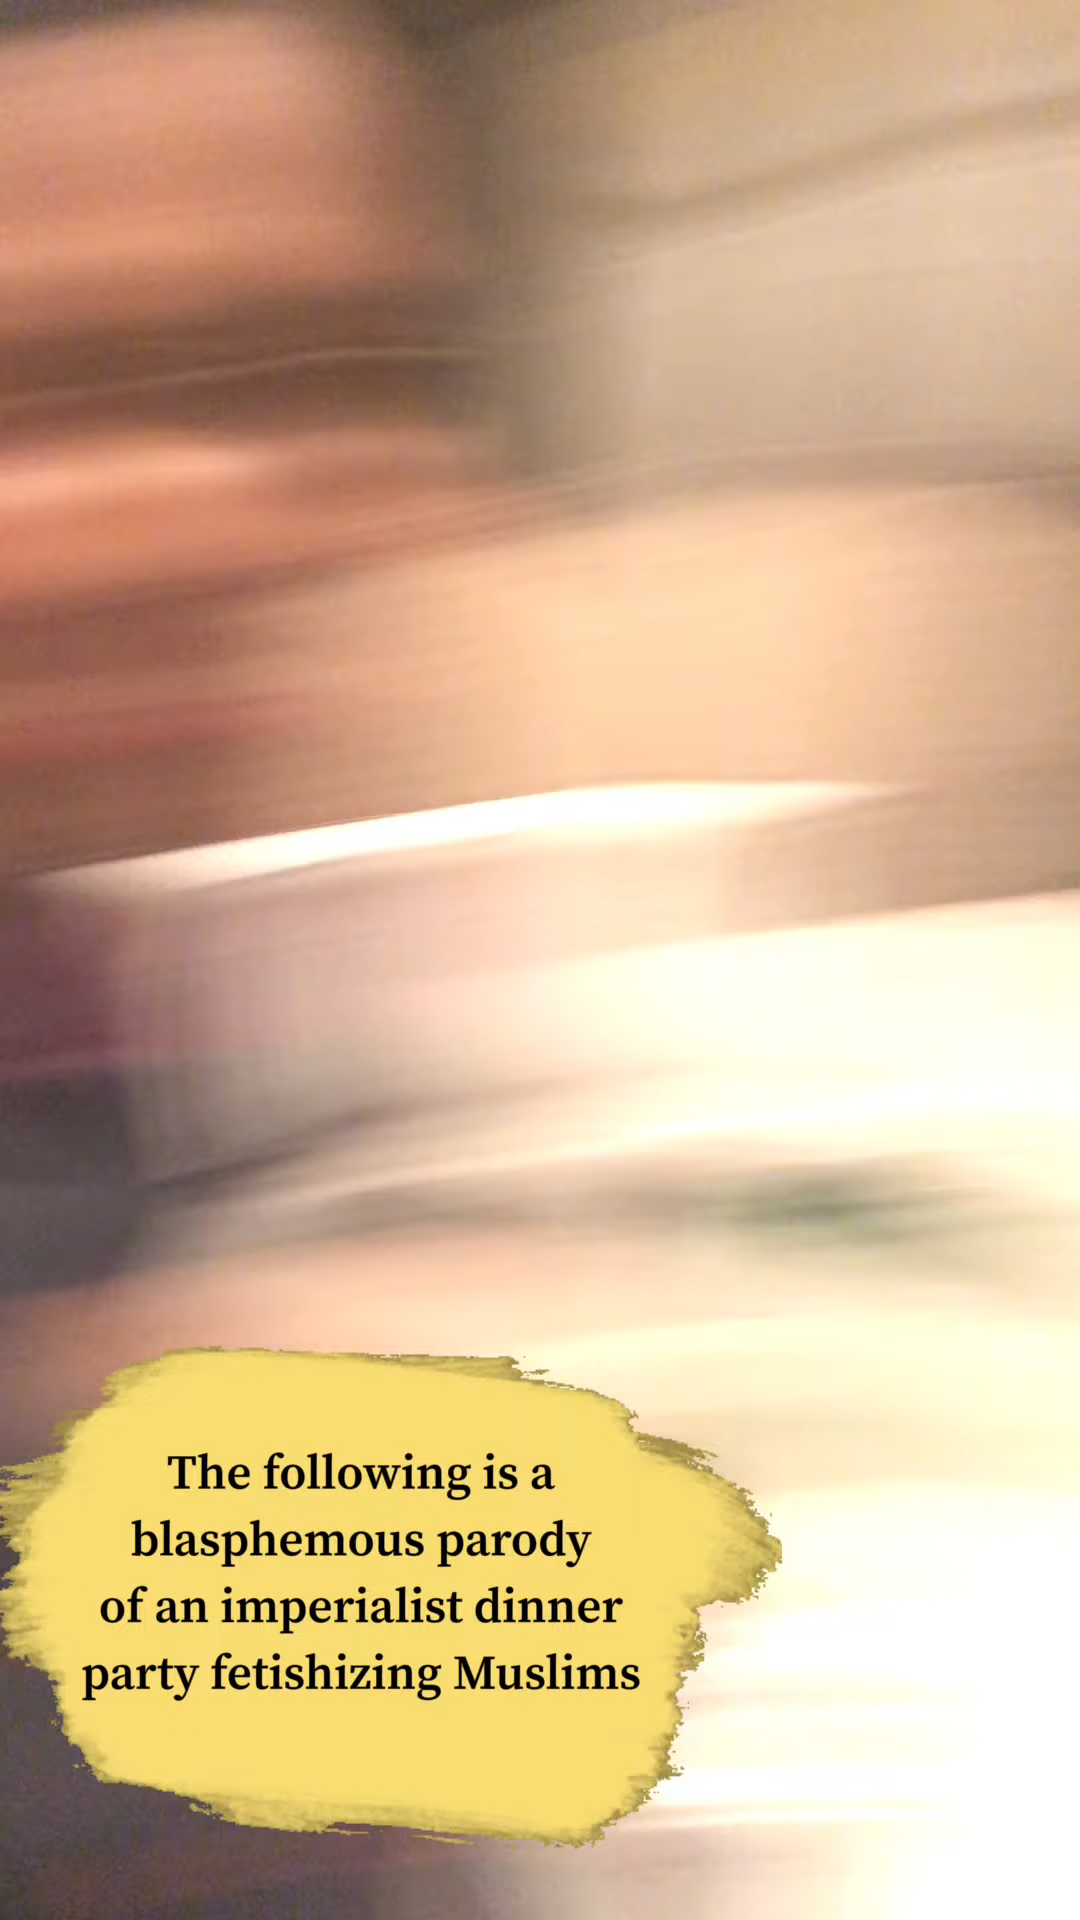 The following is a
blasphemous parody
of an imperialist dinner
party fetishizing Muslims